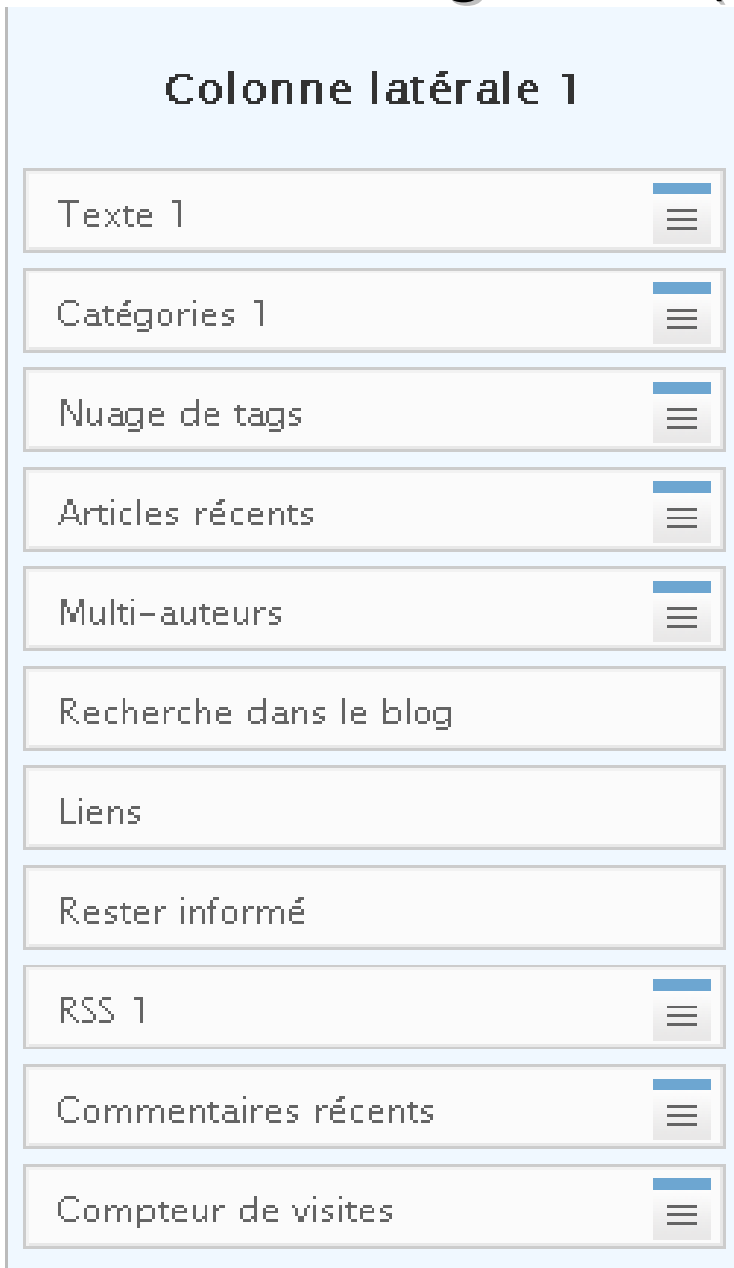 Colonne latérale 1
Texte 1
Catégories 1
Nuage de tags
Articles récents
Multi-auteurs
Recherche dans le blog
Liens
Rester informé
RSS 1
Commentaires récents
Compteur de visites